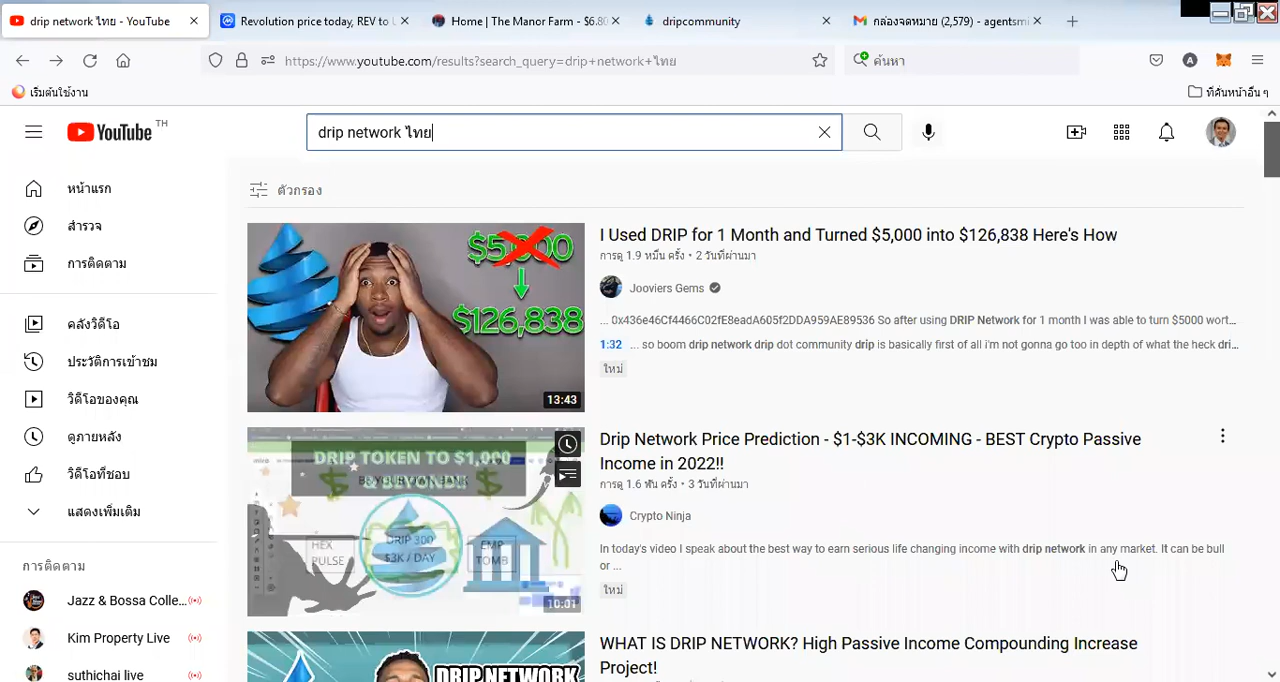 drip network ไทย - YouTube
Revolution price today, REV to U
Home | The Manor Farm - $6.80
dripcommunity
กล่องจดหมาย (2,579) - agentsmi
https://www.youtube.com/results?search_query=drip+network+ไทย
ค้นหา
เริ่มต้นใช้งาน
ที่คั่นหน้าอื่น ๆ
YouTube TH
drip network ไทย
หน้าแรก
สำรวจ
การติดตาม
คลังวิดีโอ
ประวัติการเข้าชม
วิดีโอของคุณ
ดูภายหลัง
วิดีโอที่ชอบ
แสดงเพิ่มเติม
การติดตาม
Jazz & Bossa Colle...
Kim Property Live
suthichai live
ตัวกรอง
$5,000
$126,838
13:43
I Used DRIP for 1 Month and Turned $5,000 into $126,838 Here's How
การดู 1.9 หมื่น ครั้ง • 2 วันที่ผ่านมา
Jooviers Gems
... 0x436e46Cf4466C02fE8eadA605f2DDA959AE89536 So after using DRIP Network for 1 month I was able to turn $5000 wort...
1:32 ... so boom drip network drip dot community drip is basically first of all i'm not gonna go too in depth of what the heck dri...
ใหม่
DRIP TOKEN TO $1,000
& BEYOND!!
HEX
PULSE
DRIP 300
$3K / DAY
EMP
TOMB
10:01
Drip Network Price Prediction - $1-$3K INCOMING - BEST Crypto Passive
Income in 2022!!
การดู 1.6 พัน ครั้ง • 3 วันที่ผ่านมา
Crypto Ninja
In today's video I speak about the best way to earn serious life changing income with drip network in any market. It can be bull
or ...
ใหม่
DRIP NETWORK
WHAT IS DRIP NETWORK? High Passive Income Compounding Increase
Project!